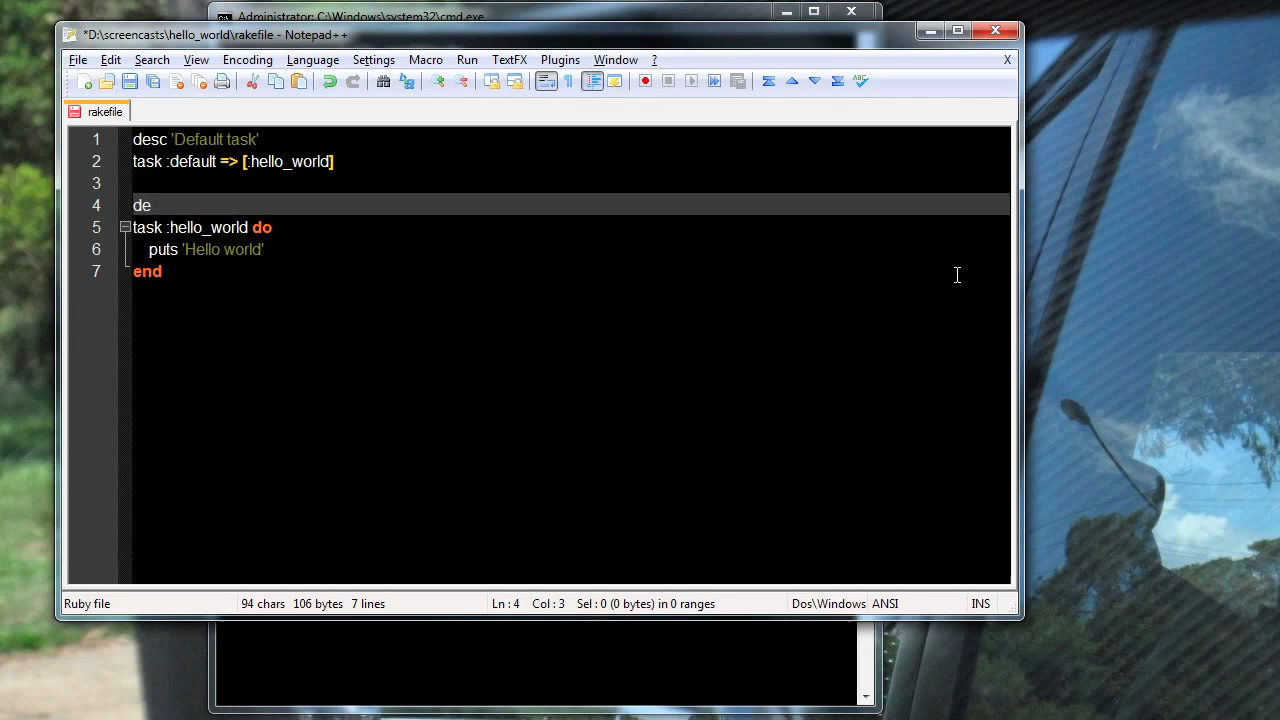 Administrator: C:\Windows\system32\cmd.exe
*D:\screencasts\hello_world\rakefile - Notepad++
File Edit Search View Encoding Language Settings Macro Run TextFX Plugins Window ? X
rakefile
1 desc 'Default task'
2 task :default => [:hello_world]
3
4 de
5 task :hello_world do
6 puts 'Hello world'
7 end
Ruby file 94 chars 106 bytes 7 lines Ln : 4 Col : 3 Sel : 0 (0 bytes) in 0 ranges Dos\Windows ANSI INS